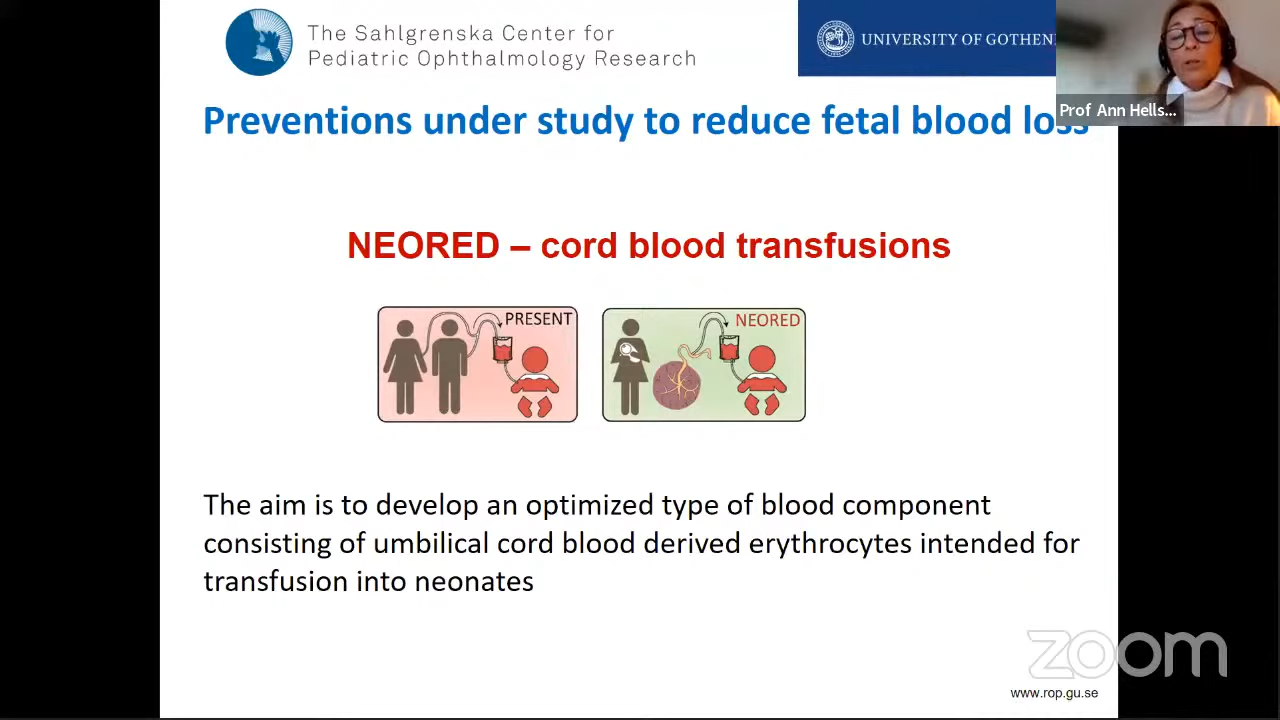 The Sahlgrenska Center for
Pediatric Ophthalmology Research
UNIVERSITY OF GOTHEN
Prof Ann Hells...
Preventions under study to reduce fetal blood loss
NEORED – cord blood transfusions
PRESENT
NEORED
The aim is to develop an optimized type of blood component
consisting of umbilical cord blood derived erythrocytes intended for
transfusion into neonates
zoom
www.rop.gu.se